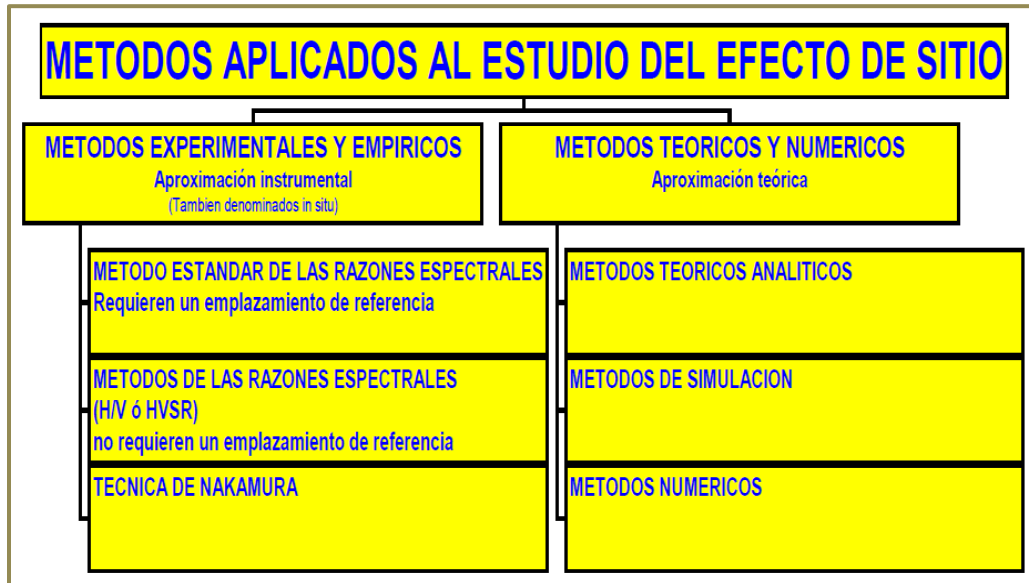 METODOS APLICADOS AL ESTUDIO DEL EFECTO DE SITIO
METODOS EXPERIMENTALES Y EMPIRICOS
Aproximación instrumental
(Tambien denominados in situ)
METODOS TEORICOS Y NUMERICOS
Aproximación teórica
METODO ESTANDAR DE LAS RAZONES ESPECTRALES
Requieren un emplazamiento de referencia
METODOS DE LAS RAZONES ESPECTRALES
(H/V ó HVSR)
no requieren un emplazamiento de referencia
TECNICA DE NAKAMURA
METODOS TEORICOS ANALITICOS
METODOS DE SIMULACION
METODOS NUMERICOS